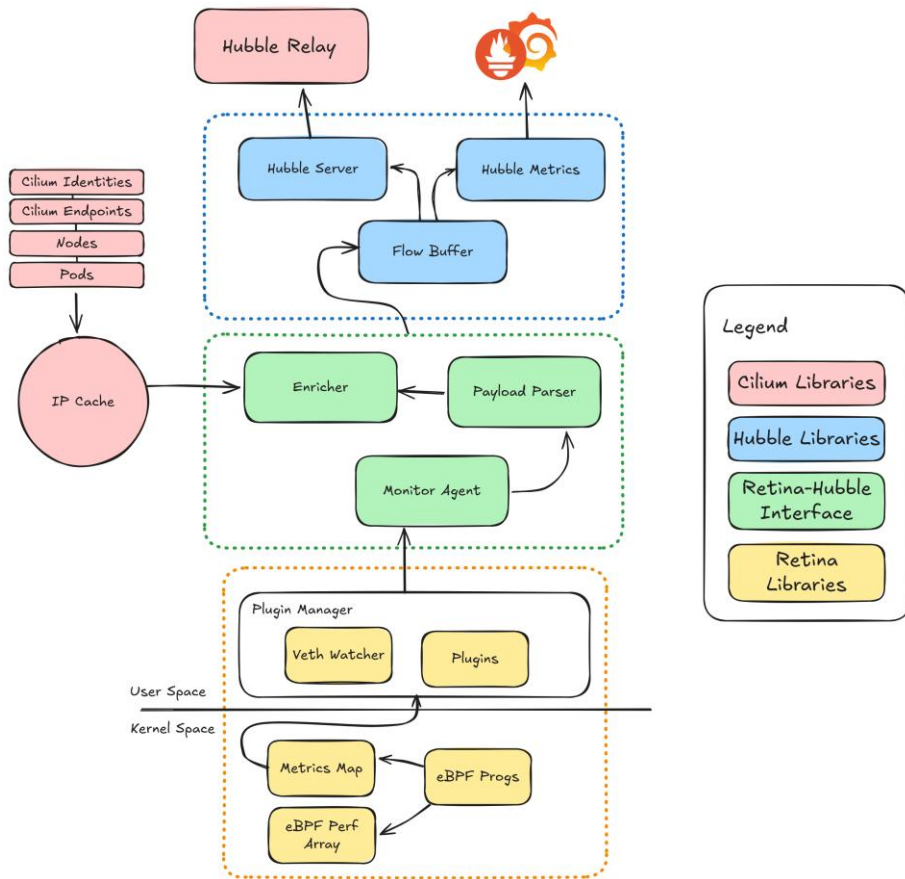 Hubble Relay
Hubble Server
Hubble Metrics
Flow Buffer
Cilium Identities
Cilium Endpoints
Nodes
Pods
IP Cache
Enricher
Payload Parser
Monitor Agent
Plugin Manager
Veth Watcher
Plugins
User Space
Kernel Space
Metrics Map
eBPF Progs
eBPF Perf
Array
Legend
Cilium Libraries
Hubble Libraries
Retina-Hubble
Interface
Retina
Libraries